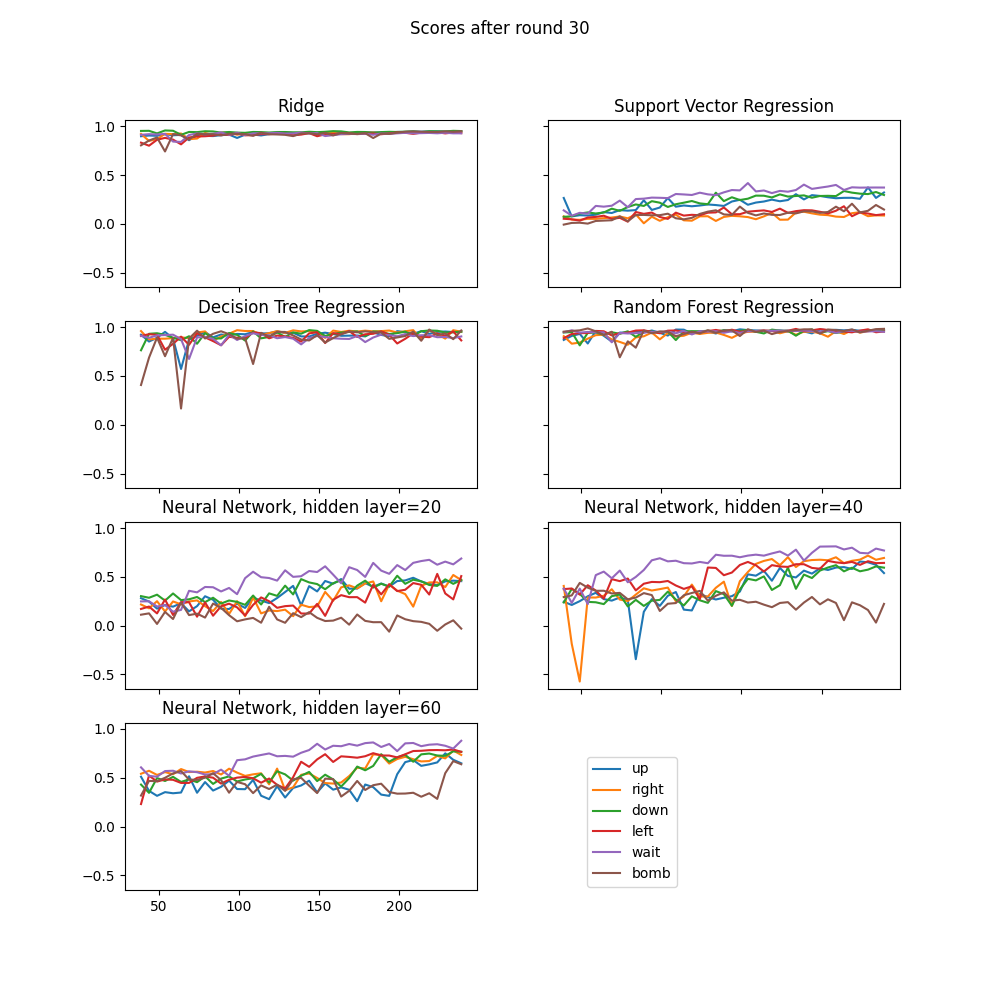 Scores after round 30
Ridge
Support Vector Regression
1.0
0.5
0.0
−0.5
Decision Tree Regression
Random Forest Regression
1.0
0.5
0.0
−0.5
Neural Network, hidden layer=20
Neural Network, hidden layer=40
1.0
0.5
0.0
−0.5
Neural Network, hidden layer=60
1.0
0.5
0.0
−0.5
50 100 150 200
up
right
down
left
wait
bomb